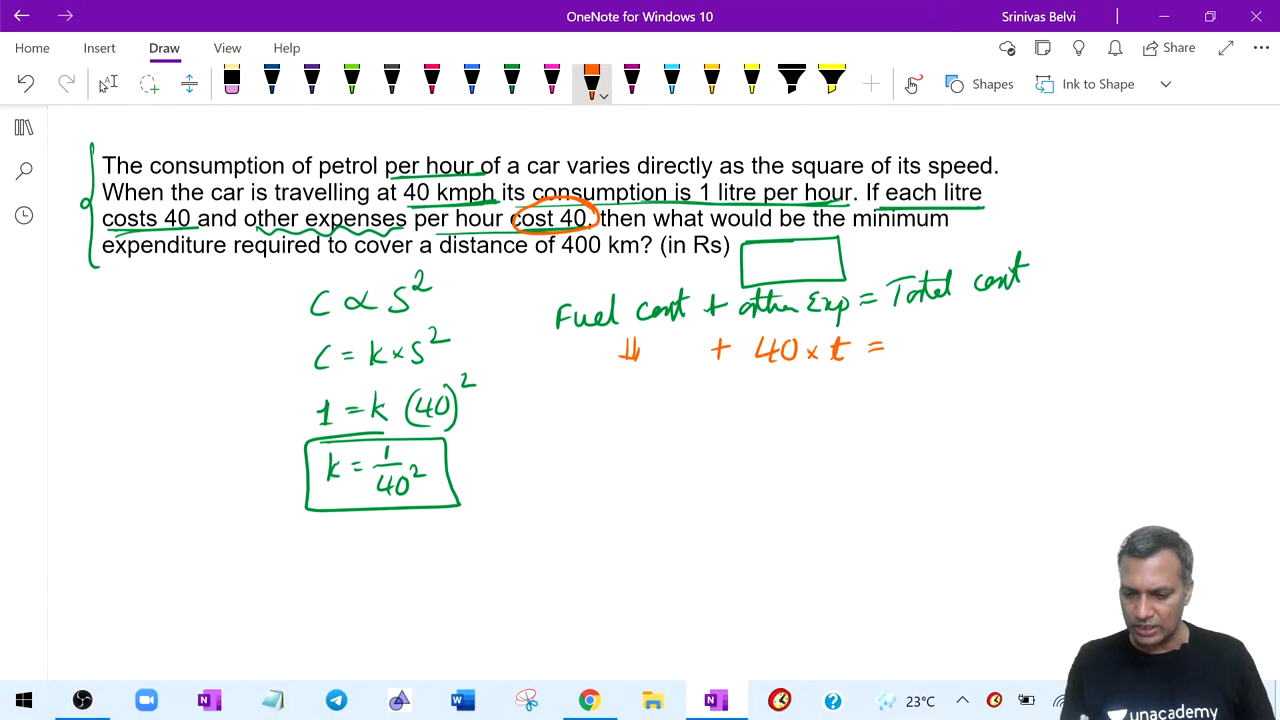 OneNote for Windows 10
Srinivas Belvi
Home Insert Draw View Help
Share
Shapes
Ink to Shape
The consumption of petrol per hour of a car varies directly as the square of its speed.
When the car is travelling at 40 kmph its consumption is 1 litre per hour. If each litre
costs 40 and other expenses per hour cost 40, then what would be the minimum
expenditure required to cover a distance of 400 km? (in Rs)
C ∝ S²
Fuel cost + other Exp = Total cost
C = k × S²
⇓ + 40 × t =
1 = k (40)²
k = 1/40²
23°C
unacademy